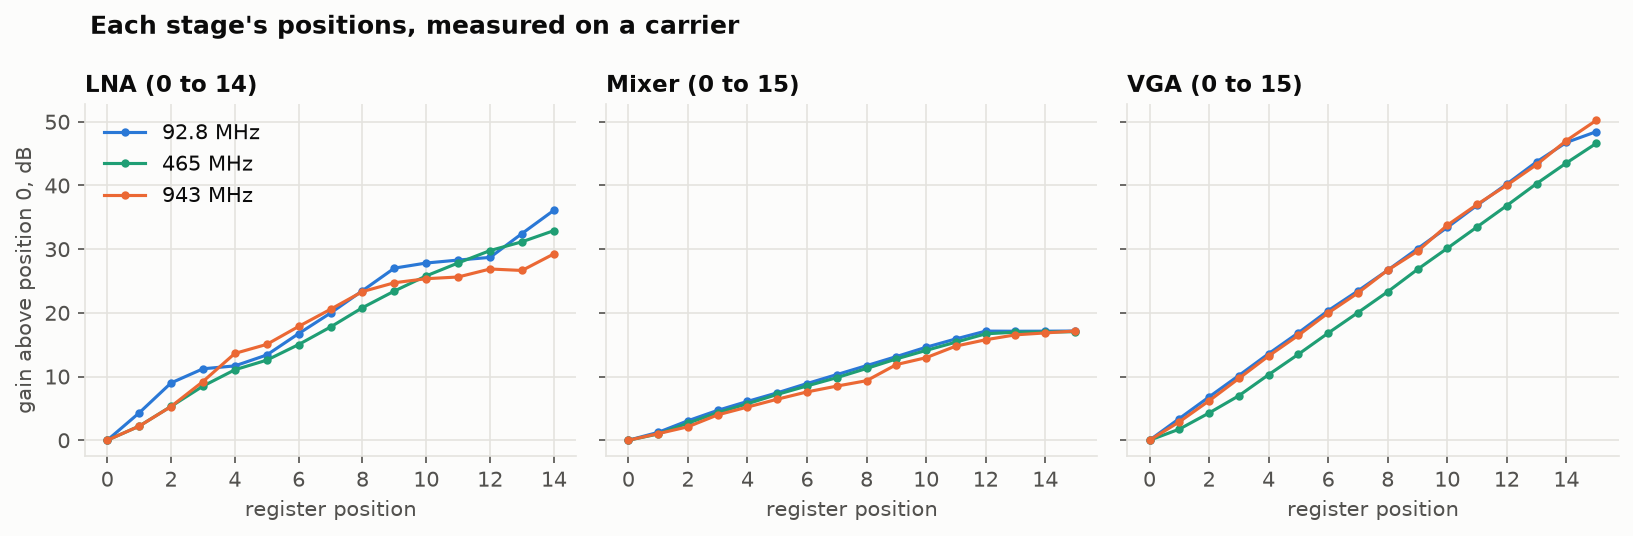 Each stage's positions, measured on a carrier
LNA (0 to 14)
Mixer (0 to 15)
VGA (0 to 15)
gain above position 0, dB
50
40
30
20
10
0
92.8 MHz
465 MHz
943 MHz
0 2 4 6 8 10 12 14
0 2 4 6 8 10 12 14
0 2 4 6 8 10 12 14
register position
register position
register position